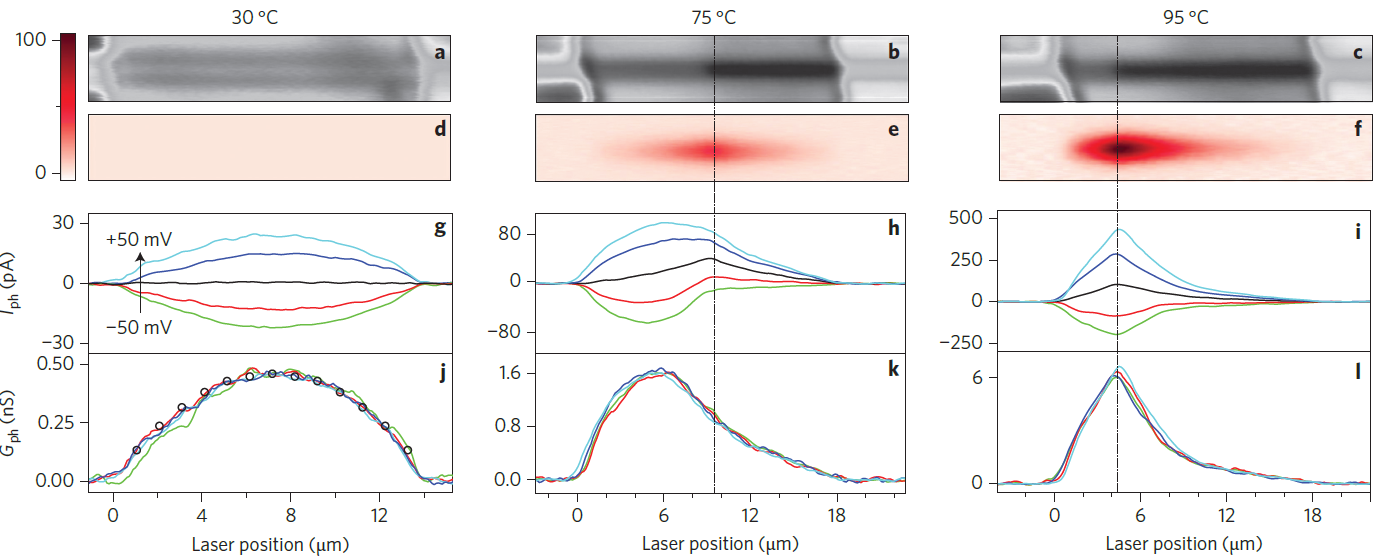 30 °C 75 °C 95 °C
100 a b c
0 d e f
30 g 80 h 500 i
+50 mV 250
0 0 0
−50 mV
−30 −80 −250
I ph (pA)
0.50 j 1.6 k 6 l
0.25 0.8
0.00 0.0 0
G ph (nS)
0 4 8 12 0 6 12 18 0 6 12 18
Laser position (μm) Laser position (μm) Laser position (μm)